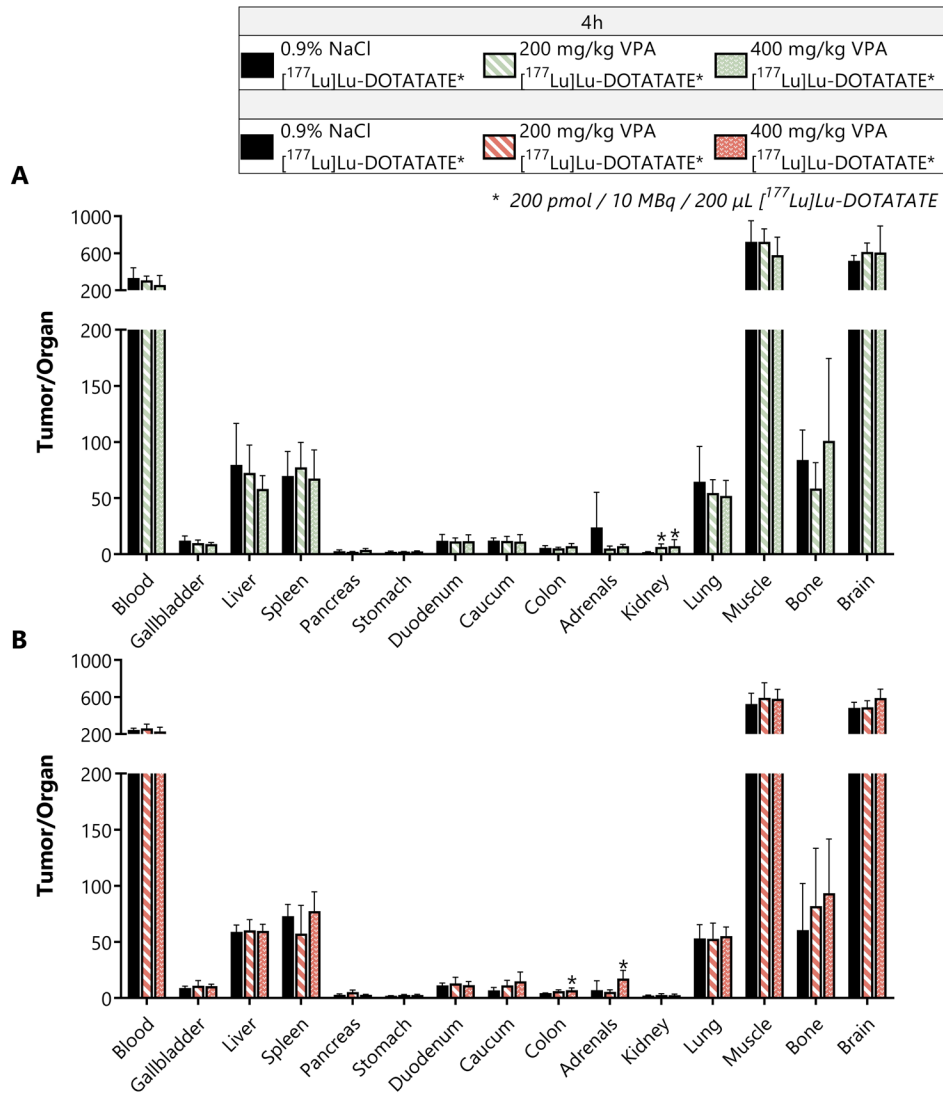 4h
0.9% NaCl
[¹⁷⁷Lu]Lu-DOTATATE*
200 mg/kg VPA
[¹⁷⁷Lu]Lu-DOTATATE*
400 mg/kg VPA
[¹⁷⁷Lu]Lu-DOTATATE*
0.9% NaCl
[¹⁷⁷Lu]Lu-DOTATATE*
200 mg/kg VPA
[¹⁷⁷Lu]Lu-DOTATATE*
400 mg/kg VPA
[¹⁷⁷Lu]Lu-DOTATATE*
* 200 pmol / 10 MBq / 200 µL [¹⁷⁷Lu]Lu-DOTATATE
A
Tumor/Organ
1000
600
200
200
150
100
50
0
* *
Blood
Gallbladder
Liver
Spleen
Pancreas
Stomach
Duodenum
Caucum
Colon
Adrenals
Kidney
Lung
Muscle
Bone
Brain
B
Tumor/Organ
1000
600
200
200
150
100
50
0
*
*
Blood
Gallbladder
Liver
Spleen
Pancreas
Stomach
Duodenum
Caucum
Colon
Adrenals
Kidney
Lung
Muscle
Bone
Brain